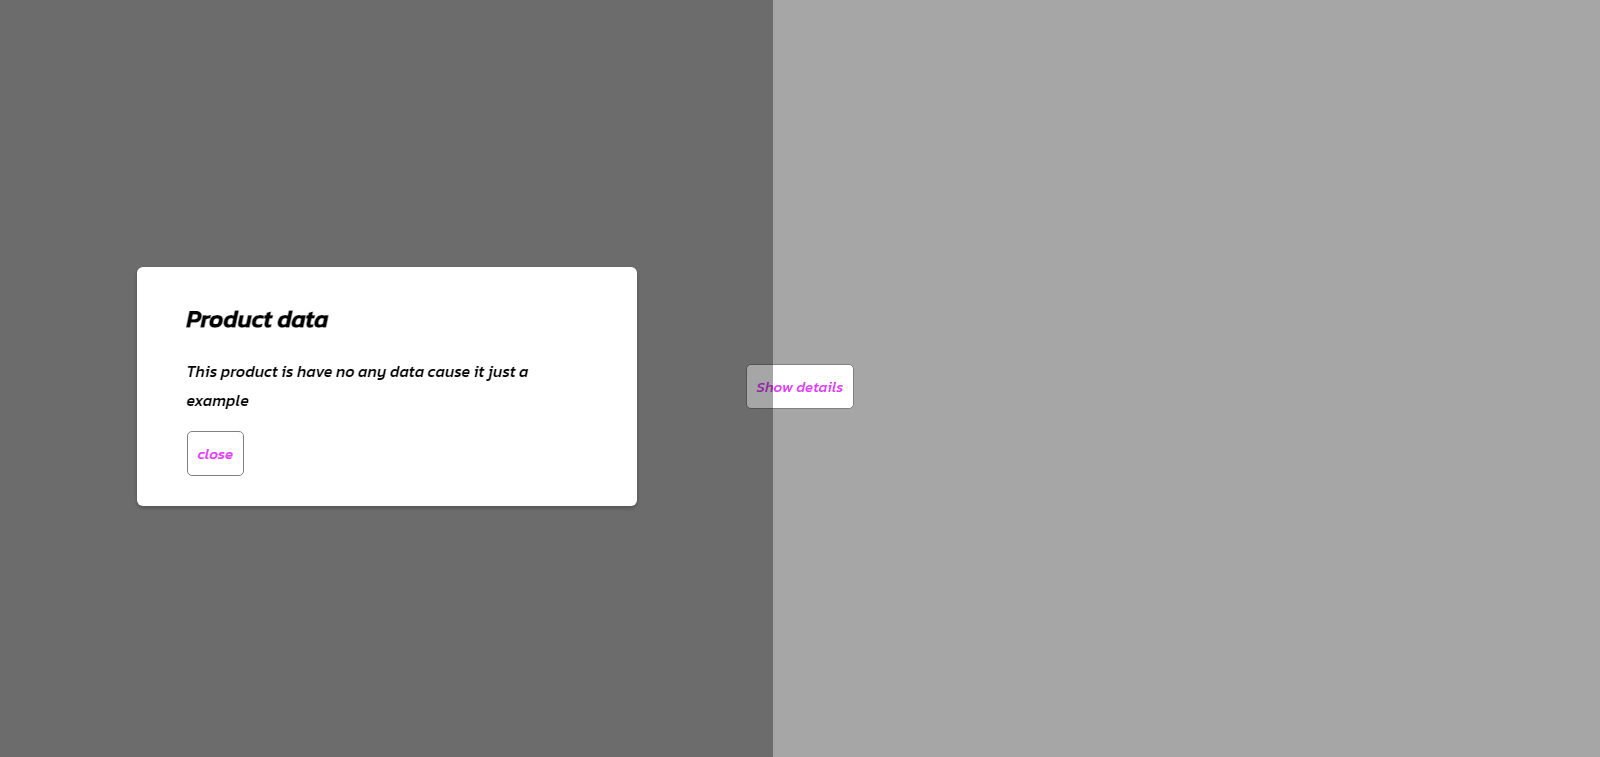 Product data
This product is have no any data cause it just a
example
close
Show details